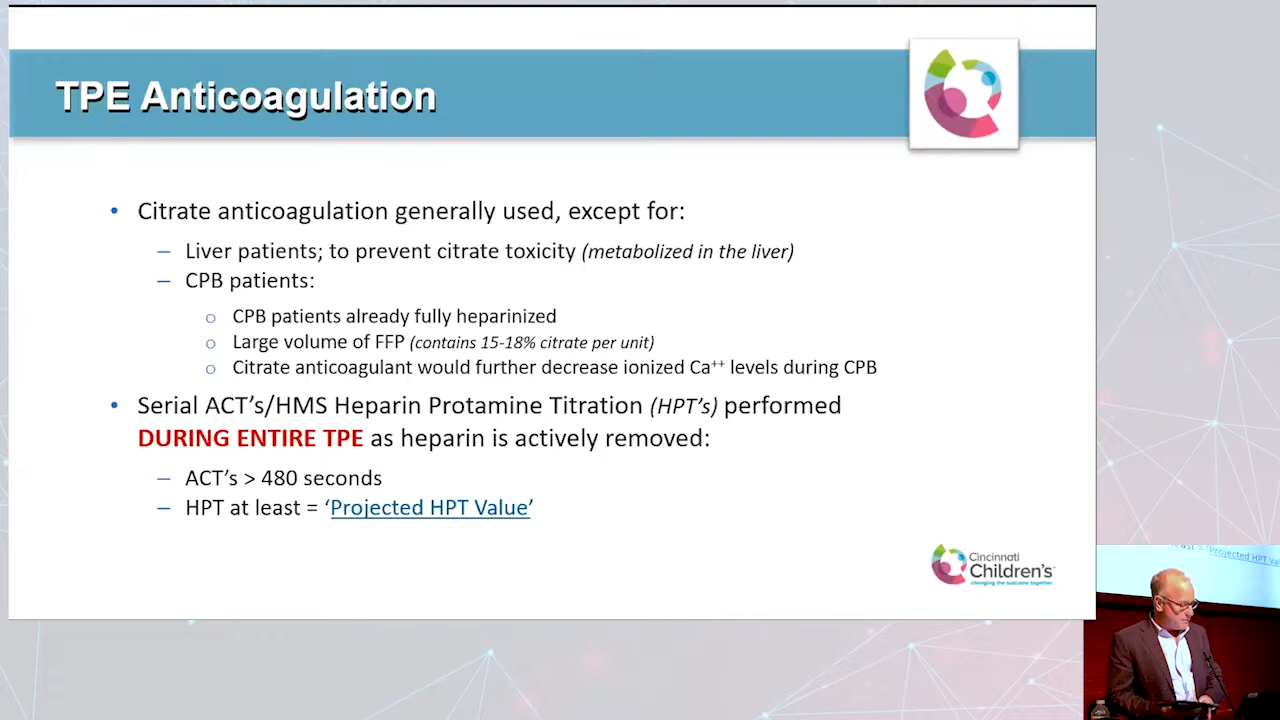 TPE Anticoagulation
• Citrate anticoagulation generally used, except for:
– Liver patients; to prevent citrate toxicity (metabolized in the liver)
– CPB patients:
o CPB patients already fully heparinized
o Large volume of FFP (contains 15-18% citrate per unit)
o Citrate anticoagulant would further decrease ionized Ca⁺⁺ levels during CPB
• Serial ACT's/HMS Heparin Protamine Titration (HPT's) performed
DURING ENTIRE TPE as heparin is actively removed:
– ACT's > 480 seconds
– HPT at least = ‘Projected HPT Value’
Cincinnati
Children's
changing the outcome together
Projected HPT